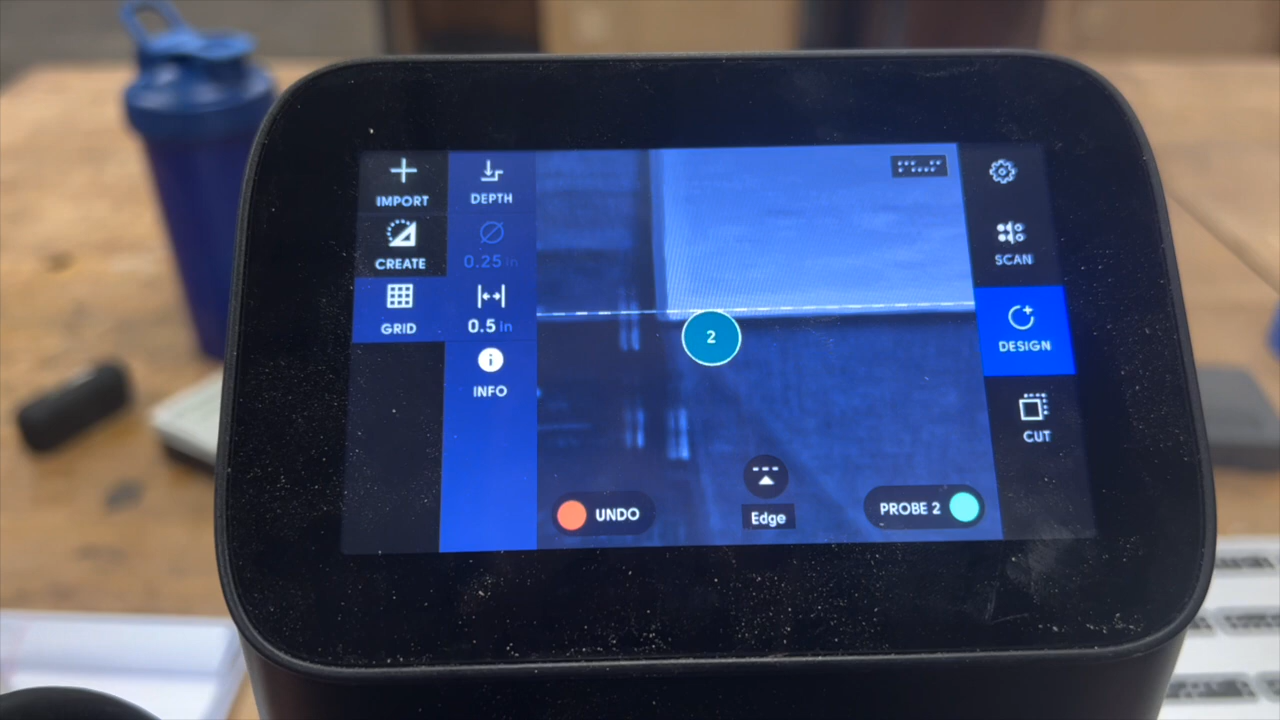 IMPORT
CREATE
GRID
DEPTH
0.25 in
0.5 in
INFO
2
UNDO
Edge
PROBE 2
SCAN
DESIGN
CUT